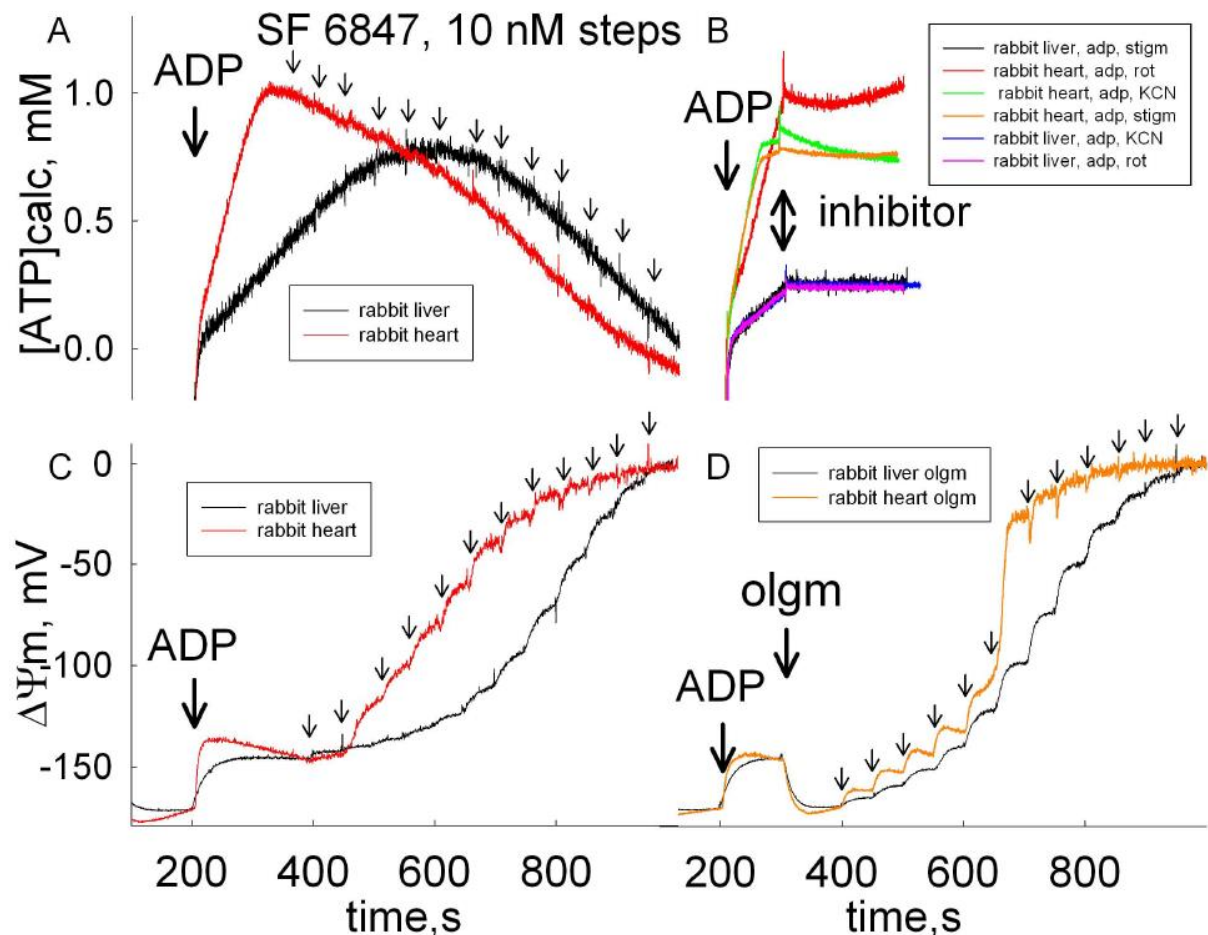 A
SF 6847, 10 nM steps
B
ADP
ADP
inhibitor
rabbit liver, adp, stigm
rabbit heart, adp, rot
rabbit heart, adp, KCN
rabbit heart, adp, stigm
rabbit liver, adp, KCN
rabbit liver, adp, rot
[ATP]calc, mM
1.0
0.5
0.0
rabbit liver
rabbit heart
C
D
rabbit liver
rabbit heart
rabbit liver olgm
rabbit heart olgm
ADP
olgm
ADP
ΔΨm, mV
0
-50
-100
-150
200 400 600 800
200 400 600 800
time,s
time,s